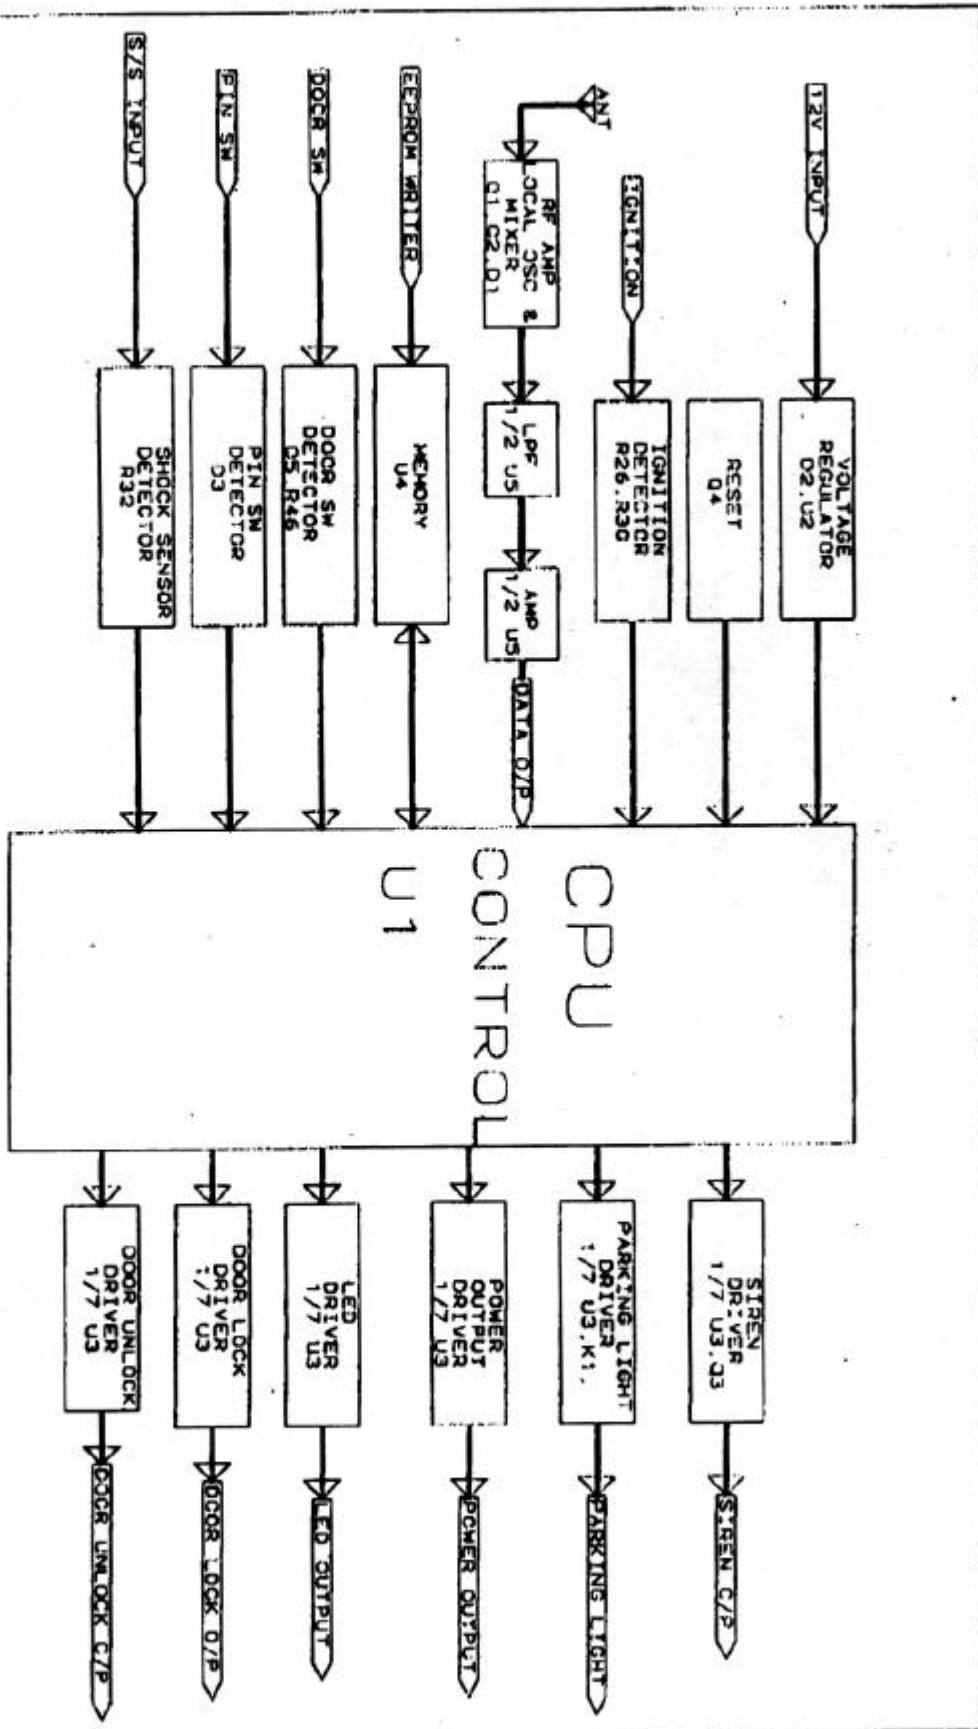 12V INPUT
VOLTAGE
REGULATOR
D2.U2
RESET
Q4
IGNITION
IGNITION
DETECTOR
R26.R30
ANT
RF AMP
LOCAL OSC &
MIXER
Q1.Q2.D1
LPF
1/2 U5
AMP
1/2 U5
DATA O/P
EEPROM WRITER
MEMORY
U4
DOOR SW
DOOR SW
DETECTOR
D5.R46
PIN SW
PIN SW
DETECTOR
D3
S/S INPUT
SHOCK SENSOR
DETECTOR
R32
CPU
CONTROL
U1
SIREN
DRIVER
1/7 U3.Q3
SIREN O/P
PARKING LIGHT
DRIVER
1/7 U3.K1.
PARKING LIGHT
POWER
OUTPUT
DRIVER
1/7 U3
POWER OUTPUT
LED
DRIVER
1/7 U3
LED OUTPUT
DOOR LOCK
DRIVER
1/7 U3
DOOR LOCK O/P
DOOR UNLOCK
DRIVER
1/7 U3
DOOR UNLOCK O/P